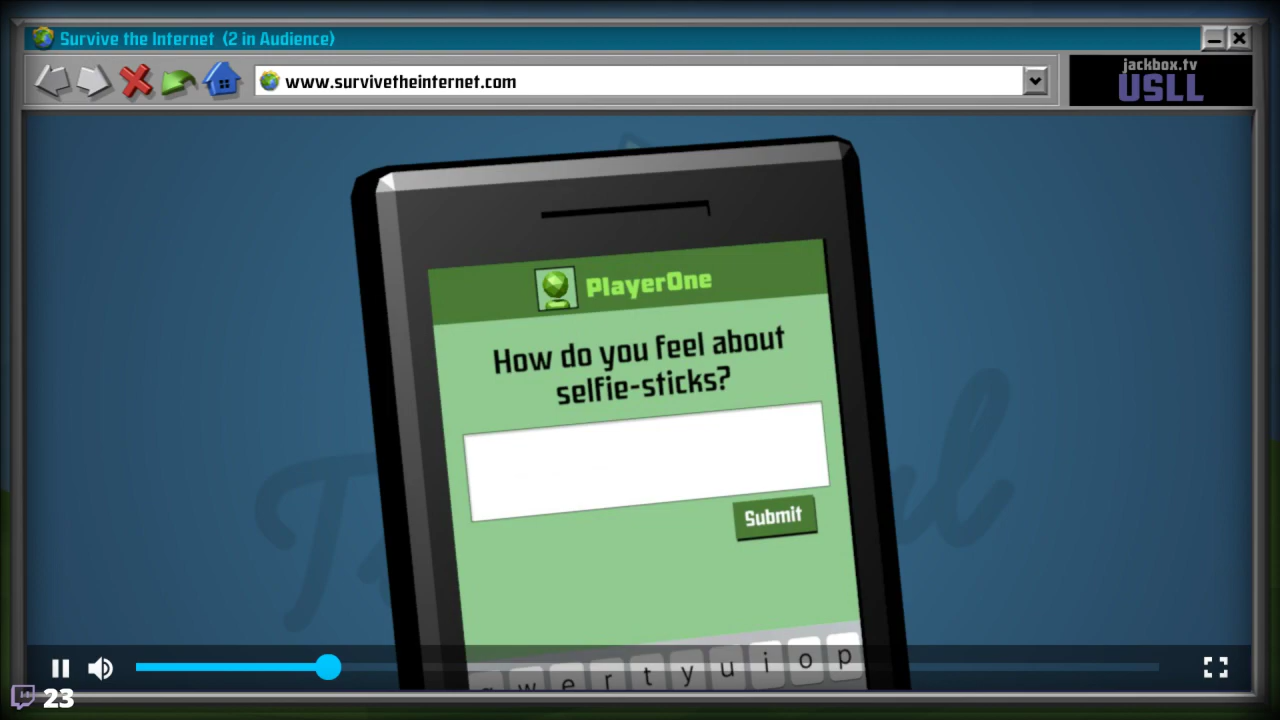 Survive the Internet (2 in Audience)
www.survivetheinternet.com
jackbox.tv
USLL
PlayerOne
How do you feel about
selfie-sticks?
Submit
w e r t y u i o p
23